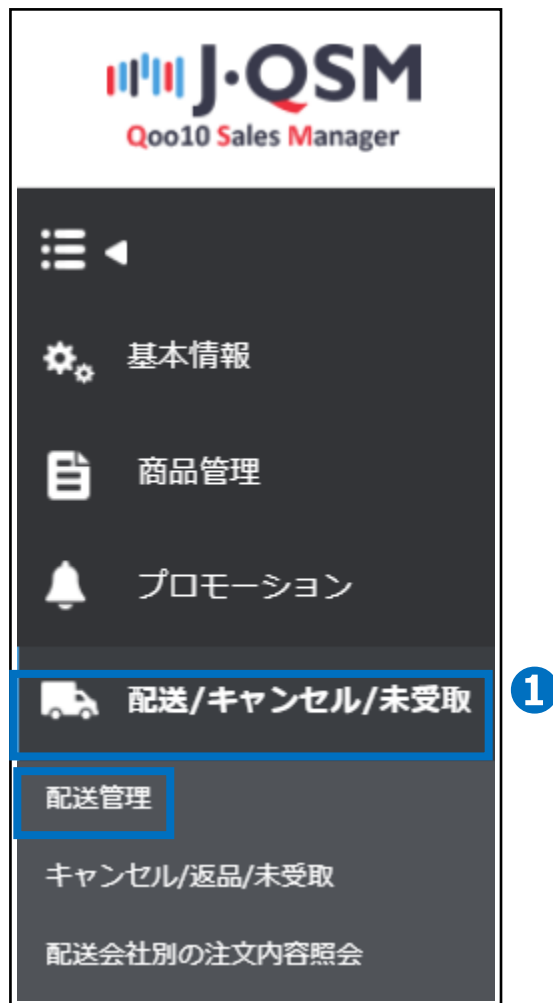 J·QSM
Qoo10 Sales Manager
基本情報
商品管理
プロモーション
配送/キャンセル/未受取
1
配送管理
キャンセル/返品/未受取
配送会社別の注文内容照会